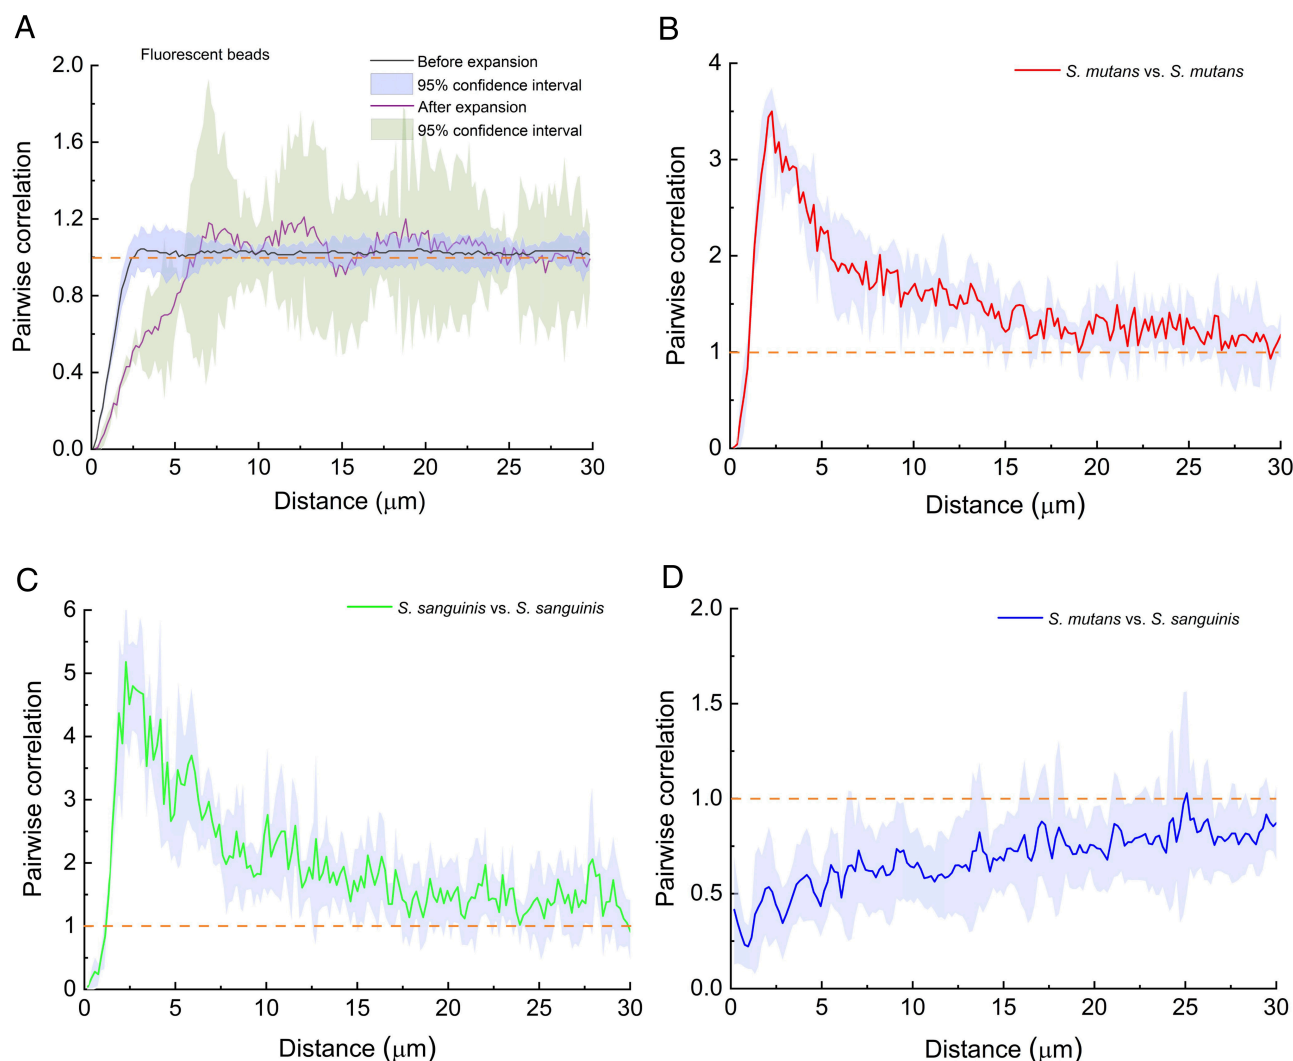 A
Fluorescent beads
Before expansion
95% confidence interval
After expansion
95% confidence interval
2.0
1.6
1.2
0.8
0.4
0.0
Pairwise correlation
0 5 10 15 20 25 30
Distance (μm)
B
S. mutans vs. S. mutans
4
3
2
1
0
Pairwise correlation
0 5 10 15 20 25 30
Distance (μm)
C
S. sanguinis vs. S. sanguinis
6
5
4
3
2
1
0
Pairwise correlation
0 5 10 15 20 25 30
Distance (μm)
D
S. mutans vs. S. sanguinis
2.0
1.5
1.0
0.5
0.0
Pairwise correlation
0 5 10 15 20 25 30
Distance (μm)